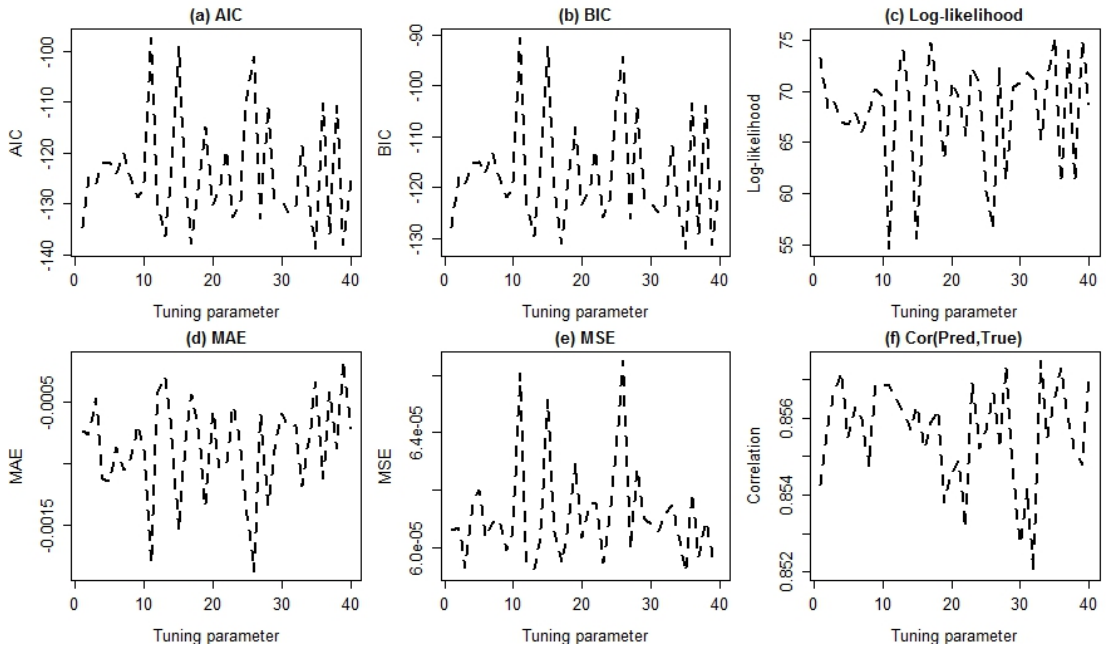 (a) AIC
AIC
-100
-110
-120
-130
-140
0 10 20 30 40
Tuning parameter
(b) BIC
BIC
-90
-100
-110
-120
-130
0 10 20 30 40
Tuning parameter
(c) Log-likelihood
Log-likelihood
75
70
65
60
55
0 10 20 30 40
Tuning parameter
(d) MAE
MAE
-0.0005
-0.0015
0 10 20 30 40
Tuning parameter
(e) MSE
MSE
6.4e-05
6.0e-05
0 10 20 30 40
Tuning parameter
(f) Cor(Pred,True)
Correlation
0.856
0.854
0.852
0 10 20 30 40
Tuning parameter